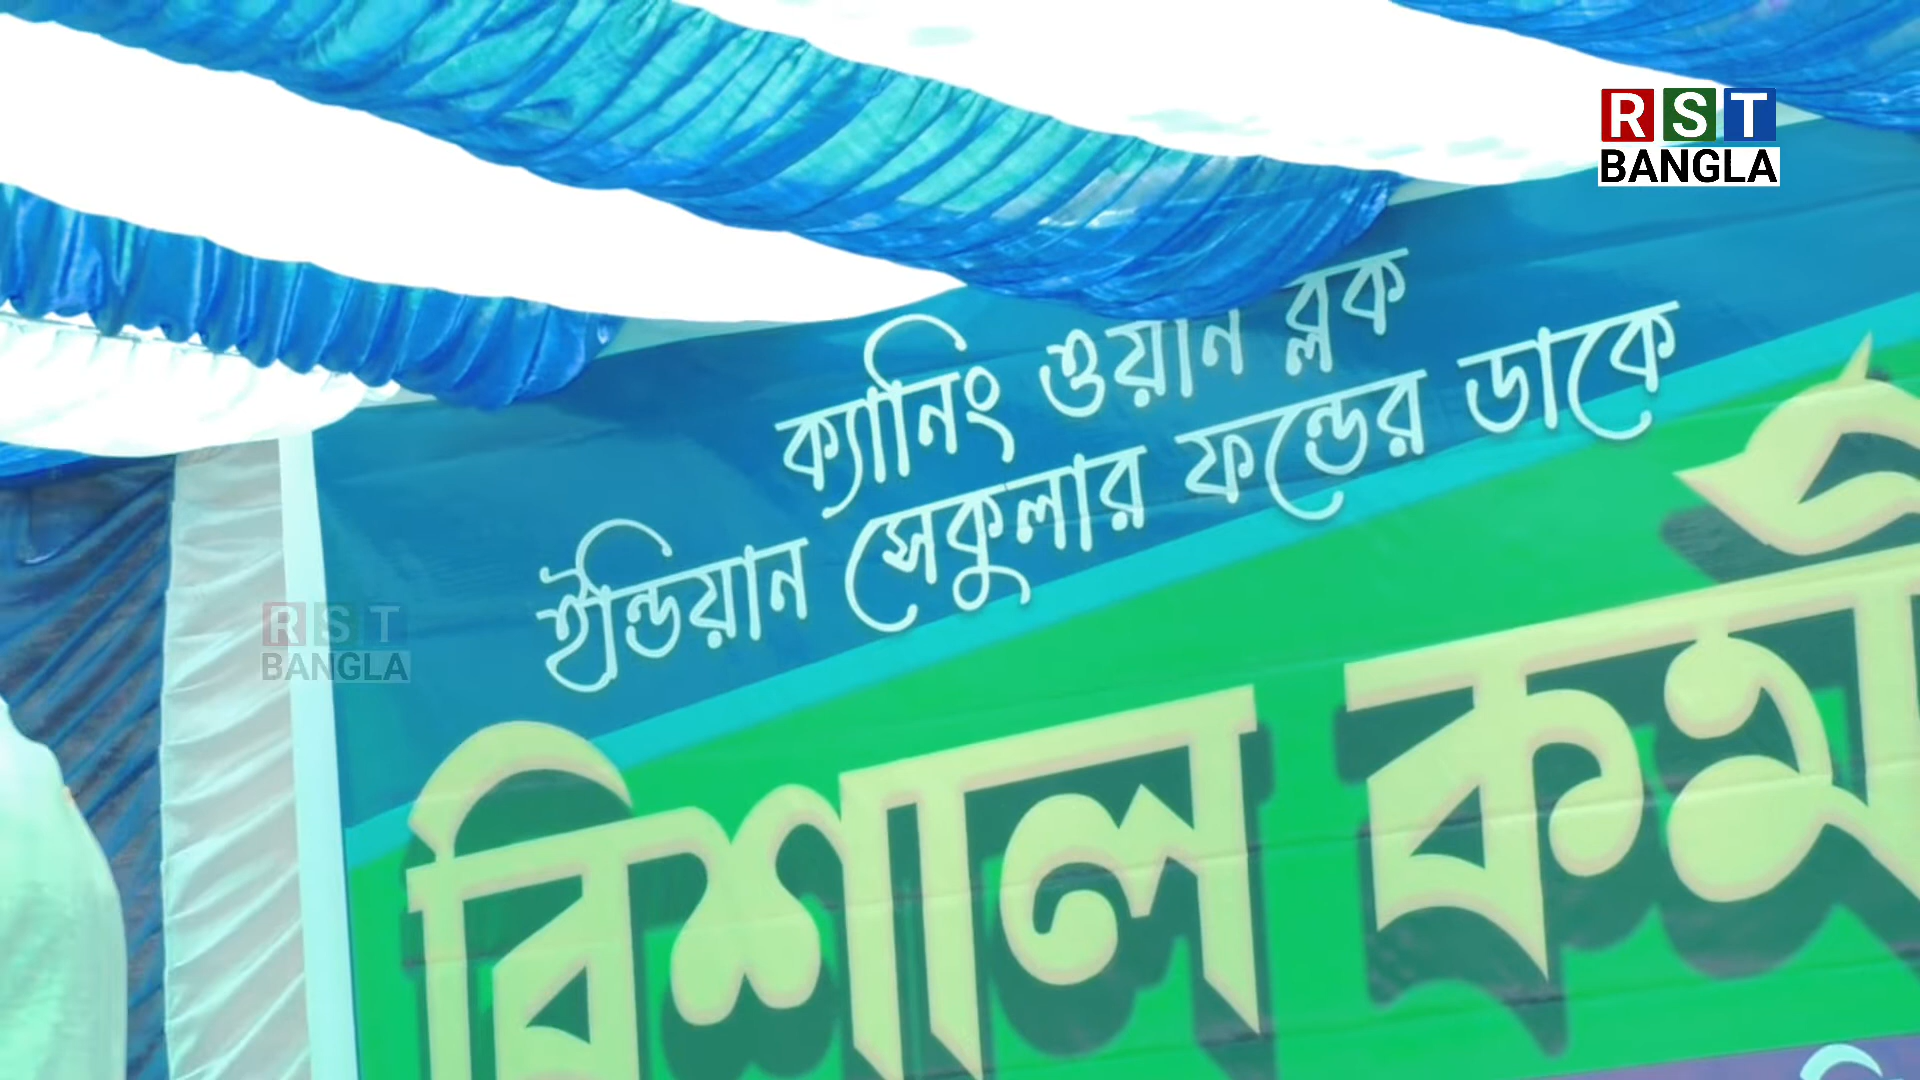 RST
BANGLA
ক্যানিং ওয়ান ব্লক
ইন্ডিয়ান সেকুলার ফন্ডের ডাকে
RST
BANGLA
বিশাল কর্মী